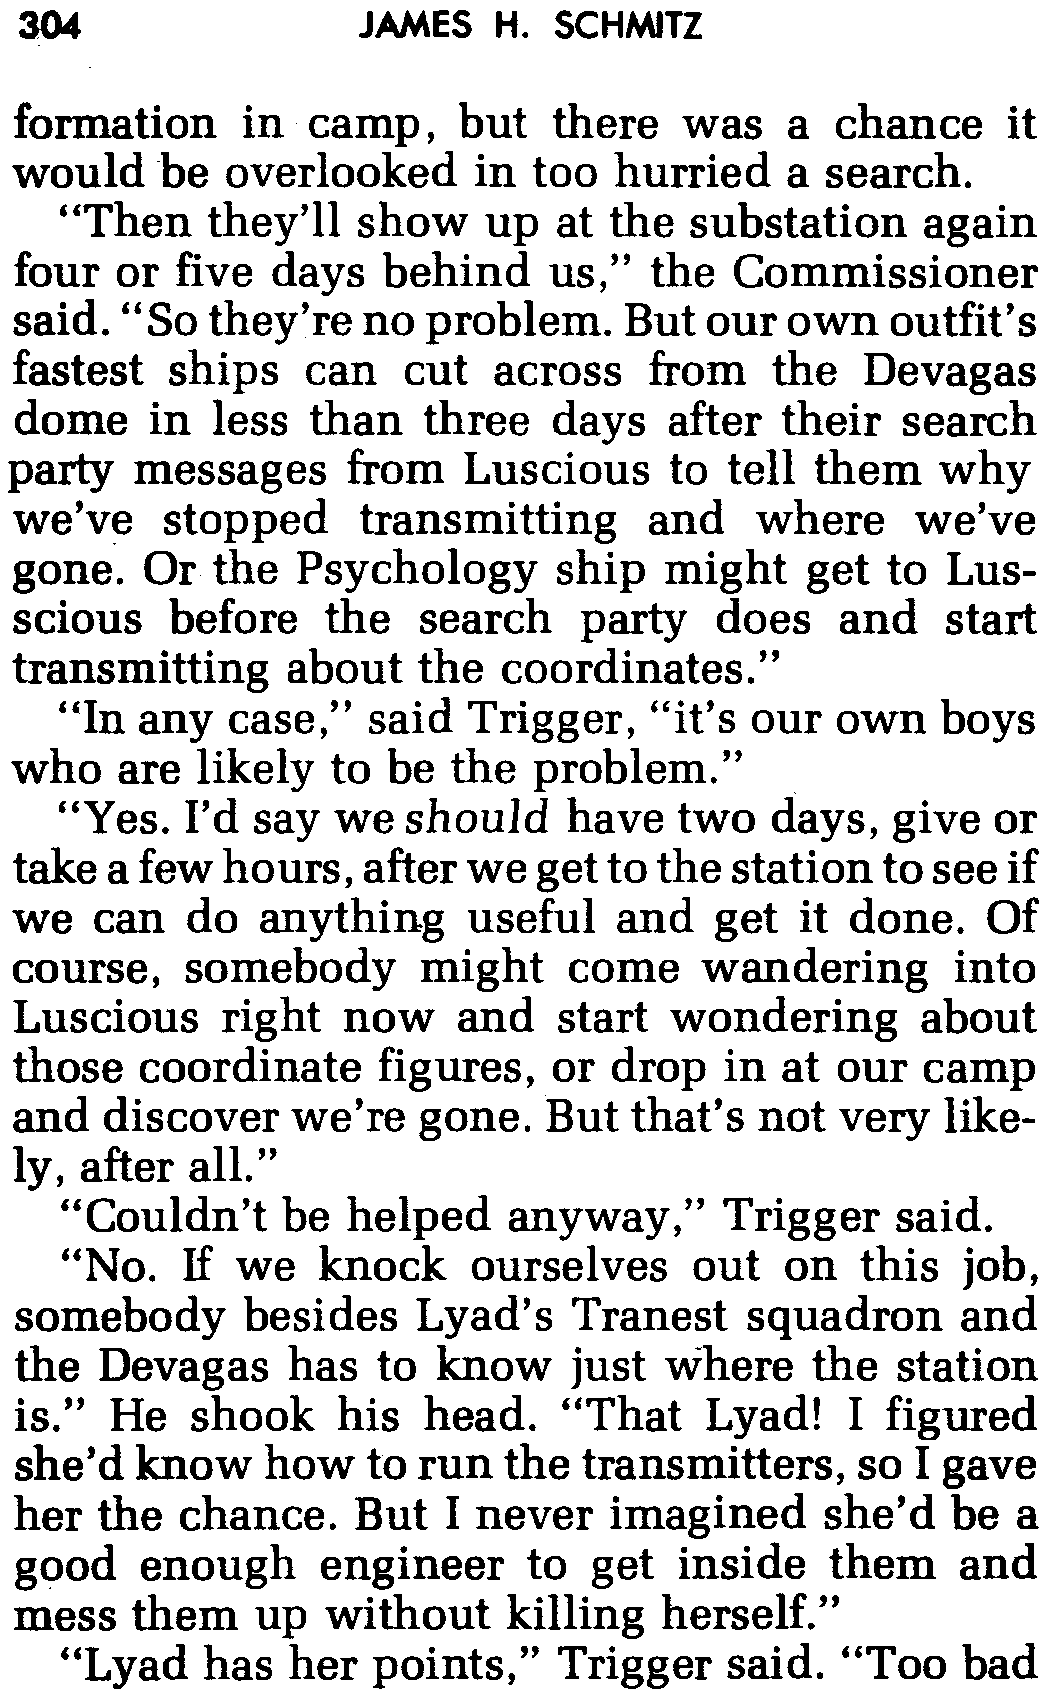 304 JAMES H. SCHMITZ
formation in camp, but there was a chance it
would be overlooked in too hurried a search.
“Then they’ll show up at the substation again
four or five days behind us,” the Commissioner
said. “So they’re no problem. But our own outfit’s
fastest ships can cut across from the Devagas
dome in less than three days after their search
party messages from Luscious to tell them why
we’ve stopped transmitting and where we’ve
gone. Or the Psychology ship might get to Lus-
scious before the search party does and start
transmitting about the coordinates.”
“In any case,” said Trigger, “it’s our own boys
who are likely to be the problem.”
“Yes. I’d say we should have two days, give or
take a few hours, after we get to the station to see if
we can do anything useful and get it done. Of
course, somebody might come wandering into
Luscious right now and start wondering about
those coordinate figures, or drop in at our camp
and discover we’re gone. But that’s not very like-
ly, after all.”
“Couldn’t be helped anyway,” Trigger said.
“No. If we knock ourselves out on this job,
somebody besides Lyad’s Tranest squadron and
the Devagas has to know just where the station
is.” He shook his head. “That Lyad! I figured
she’d know how to run the transmitters, so I gave
her the chance. But I never imagined she’d be a
good enough engineer to get inside them and
mess them up without killing herself.”
“Lyad has her points,” Trigger said. “Too bad